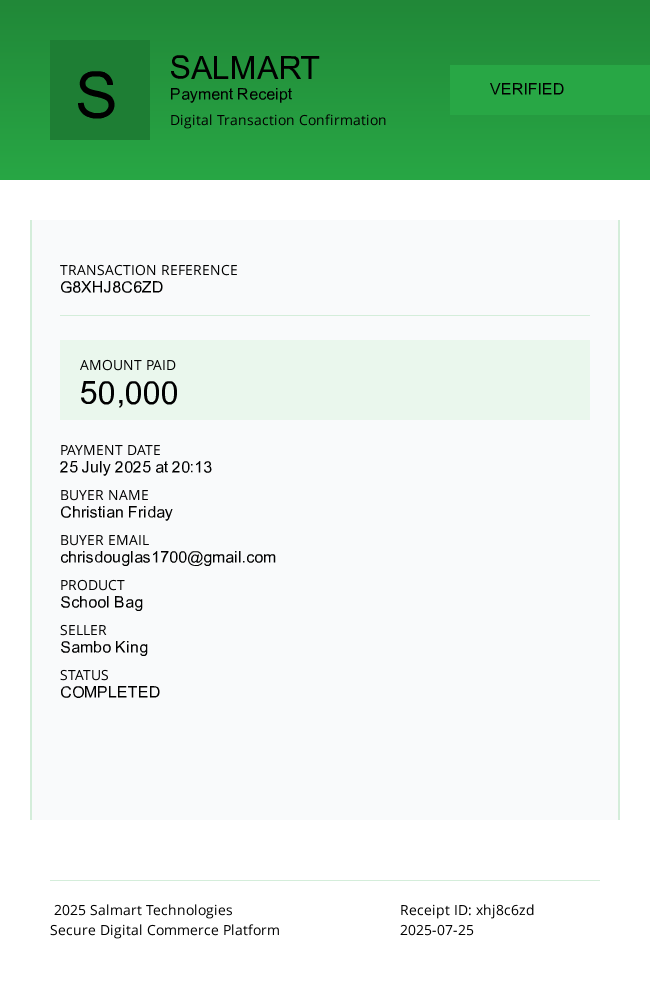 S
SALMART
Payment Receipt
Digital Transaction Confirmation
VERIFIED
TRANSACTION REFERENCE
G8XHJ8C6ZD
AMOUNT PAID
50,000
PAYMENT DATE
25 July 2025 at 20:13
BUYER NAME
Christian Friday
BUYER EMAIL
chrisdouglas1700@gmail.com
PRODUCT
School Bag
SELLER
Sambo King
STATUS
COMPLETED
2025 Salmart Technologies
Secure Digital Commerce Platform
Receipt ID: xhj8c6zd
2025-07-25